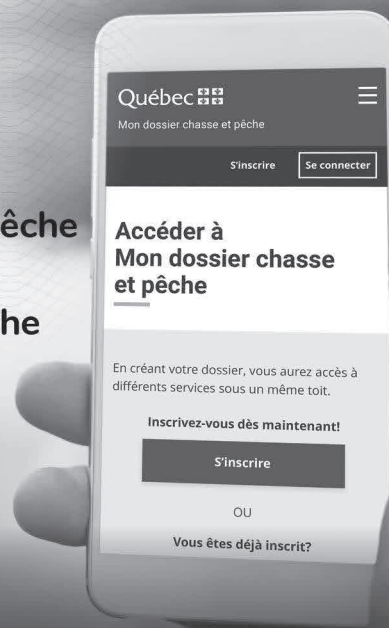 Québec
Mon dossier chasse et pêche
S'inscrire Se connecter
êche
he
Accéder à
Mon dossier chasse
et pêche
En créant votre dossier, vous aurez accès à
différents services sous un même toit.
Inscrivez-vous dès maintenant!
S'inscrire
OU
Vous êtes déjà inscrit?